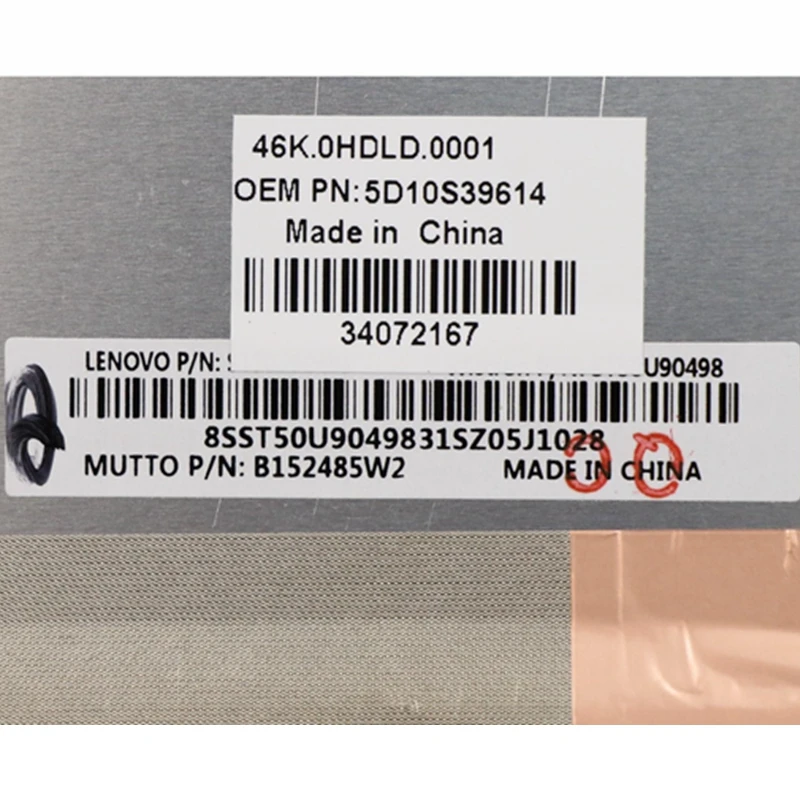 46K.0HDLD.0001
OEM PN:5D10S39614
Made in China
34072167
LENOVO P/N: U90498
8SST50U9049831SZ05J1028
MUTTO P/N: B152485W2 MADE IN CHINA